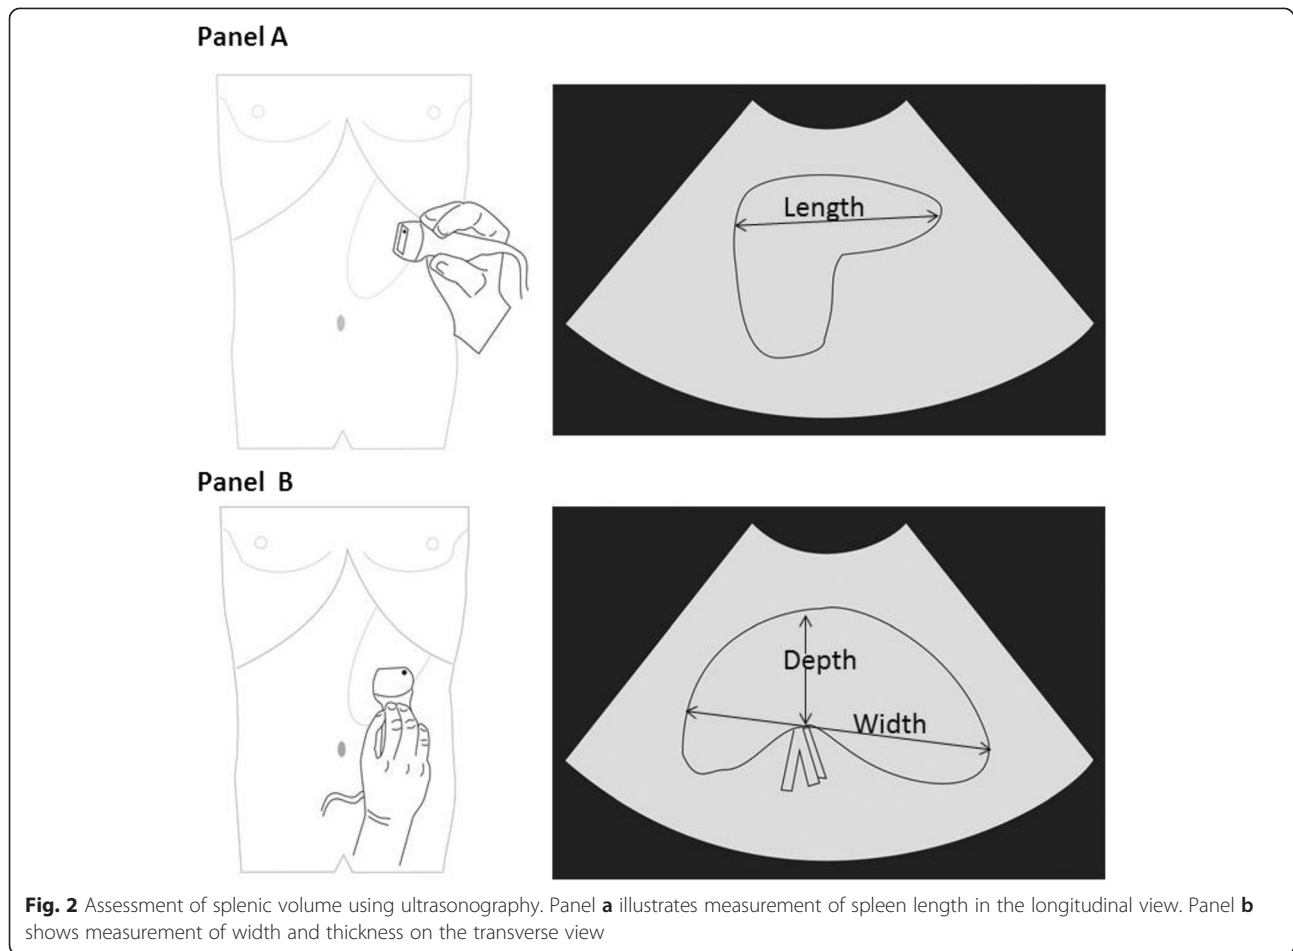 Panel A
Length
Panel B
Depth
Width
Fig. 2 Assessment of splenic volume using ultrasonography. Panel a illustrates measurement of spleen length in the longitudinal view. Panel b
shows measurement of width and thickness on the transverse view